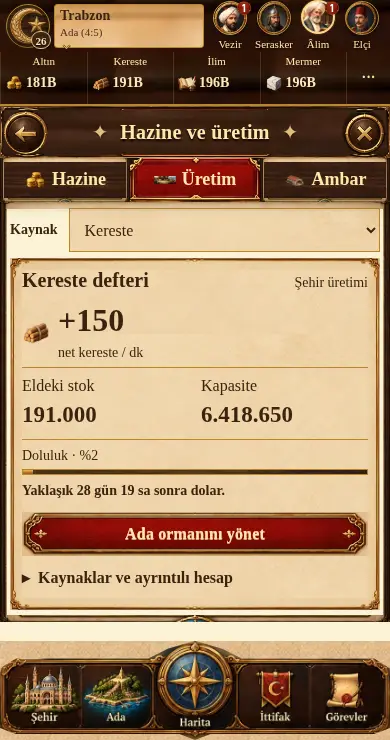 26
Trabzon
Ada (4:5)
1
1
Vezir
Serasker
Âlim
Elçi
Altın
Kereste
İlim
Mermer
181B
191B
196B
196B
...
Hazine ve üretim
Hazine
Üretim
Ambar
Kaynak
Kereste
Kereste defteri
Şehir üretimi
+150
net kereste / dk
Eldeki stok
Kapasite
191.000
6.418.650
Doluluk · %2
Yaklaşık 28 gün 19 sa sonra dolar.
Ada ormanını yönet
▸ Kaynaklar ve ayrıntılı hesap
Şehir
Ada
Harita
İttifak
Görevler